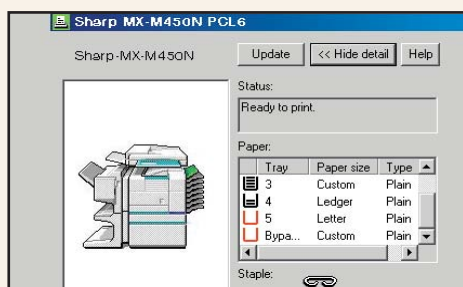 Sharp MX-M450N PCL6
Sharp-MX-M450N
Update
<< Hide detail
Help
Status:
Ready to print.
Paper:
Tray Paper size Type
3 Custom Plain
4 Ledger Plain
5 Letter Plain
Bypa... Custom Plain
Staple: